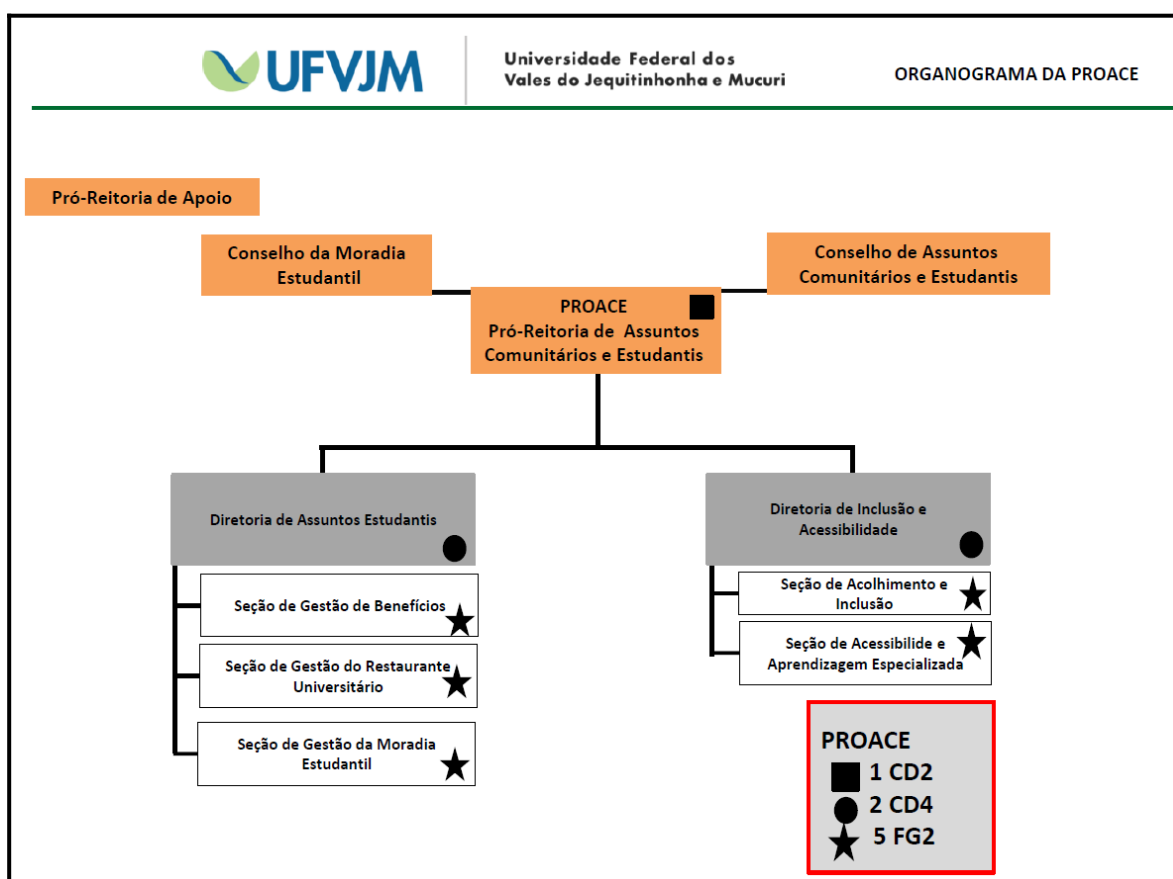 UFVJM
Universidade Federal dos
Vales do Jequitinhonha e Mucuri
ORGANOGRAMA DA PROACE
Pró-Reitoria de Apoio
Conselho da Moradia
Estudantil
Conselho de Assuntos
Comunitários e Estudantis
PROACE
Pró-Reitoria de Assuntos
Comunitários e Estudantis
Diretoria de Assuntos Estudantis
Diretoria de Inclusão e
Acessibilidade
Seção de Gestão de Benefícios
Seção de Gestão do Restaurante
Universitário
Seção de Gestão da Moradia
Estudantil
Seção de Acolhimento e
Inclusão
Seção de Acessibilide e
Aprendizagem Especializada
PROACE
1 CD2
2 CD4
5 FG2